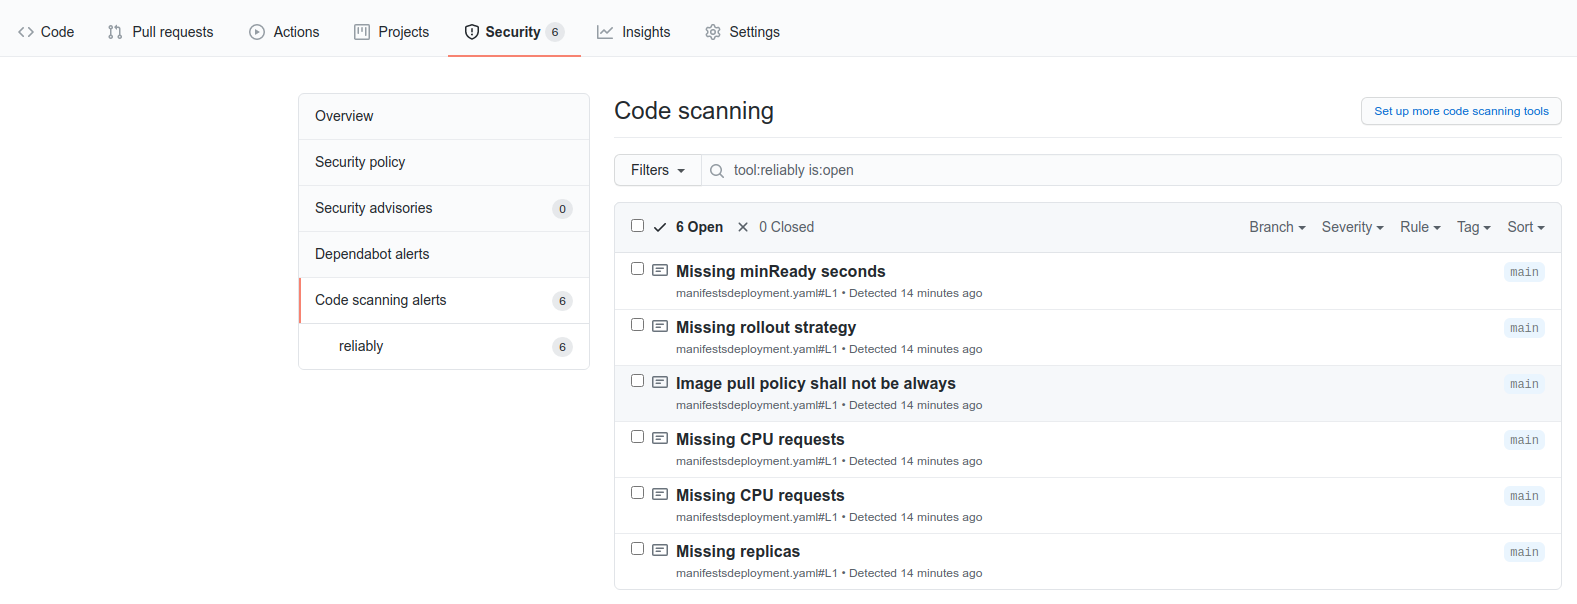 Code Pull requests Actions Projects Security 6 Insights Settings
Overview
Security policy
Security advisories 0
Dependabot alerts
Code scanning alerts 6
reliably 6
Code scanning Set up more code scanning tools
Filters tool:reliably is:open
6 Open 0 Closed Branch Severity Rule Tag Sort
Missing minReady seconds main
manifestsdeployment.yaml#L1 • Detected 14 minutes ago
Missing rollout strategy main
manifestsdeployment.yaml#L1 • Detected 14 minutes ago
Image pull policy shall not be always main
manifestsdeployment.yaml#L1 • Detected 14 minutes ago
Missing CPU requests main
manifestsdeployment.yaml#L1 • Detected 14 minutes ago
Missing CPU requests main
manifestsdeployment.yaml#L1 • Detected 14 minutes ago
Missing replicas main
manifestsdeployment.yaml#L1 • Detected 14 minutes ago